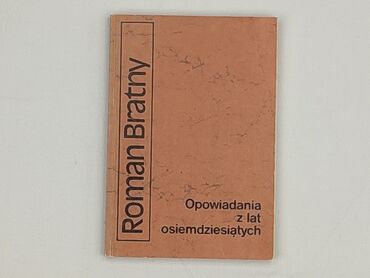 Roman Bratny
Opowiadania
z lat
osiemdziesiątych